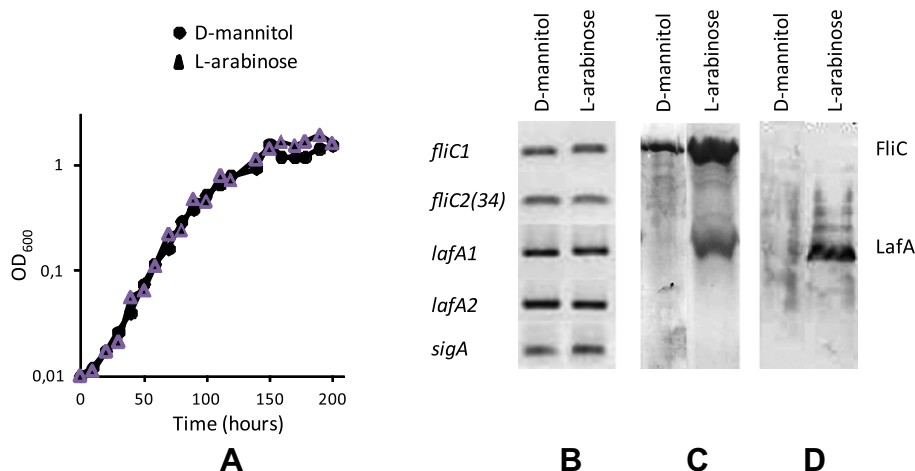 D-mannitol
L-arabinose
1
0,1
0,01
OD600
0
50
100
150
200
Time (hours)
A
D-mannitol
L-arabinose
fliC1
fliC2(34)
lafA1
lafA2
sigA
B
D-mannitol
L-arabinose
C
D-mannitol
L-arabinose
FliC
LafA
D